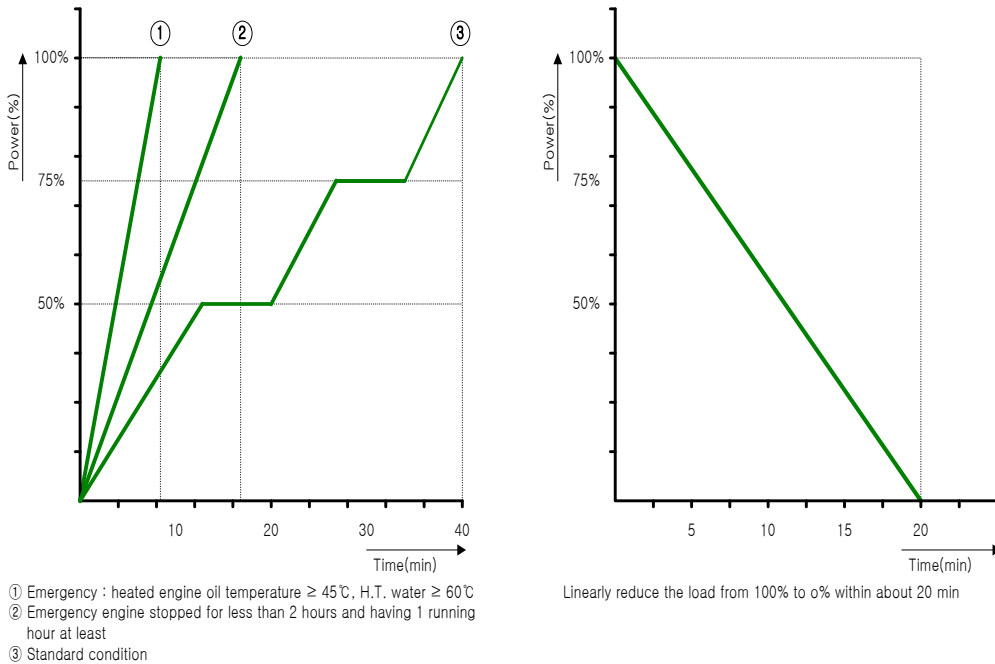 ① ② ③
100%
75%
50%
Power(%)
10 20 30 40
Time(min)
① Emergency : heated engine oil temperature ≥ 45℃, H.T. water ≥ 60℃
② Emergency engine stopped for less than 2 hours and having 1 running
hour at least
③ Standard condition
100%
75%
50%
Power(%)
5 10 15 20
Time(min)
Linearly reduce the load from 100% to o% within about 20 min